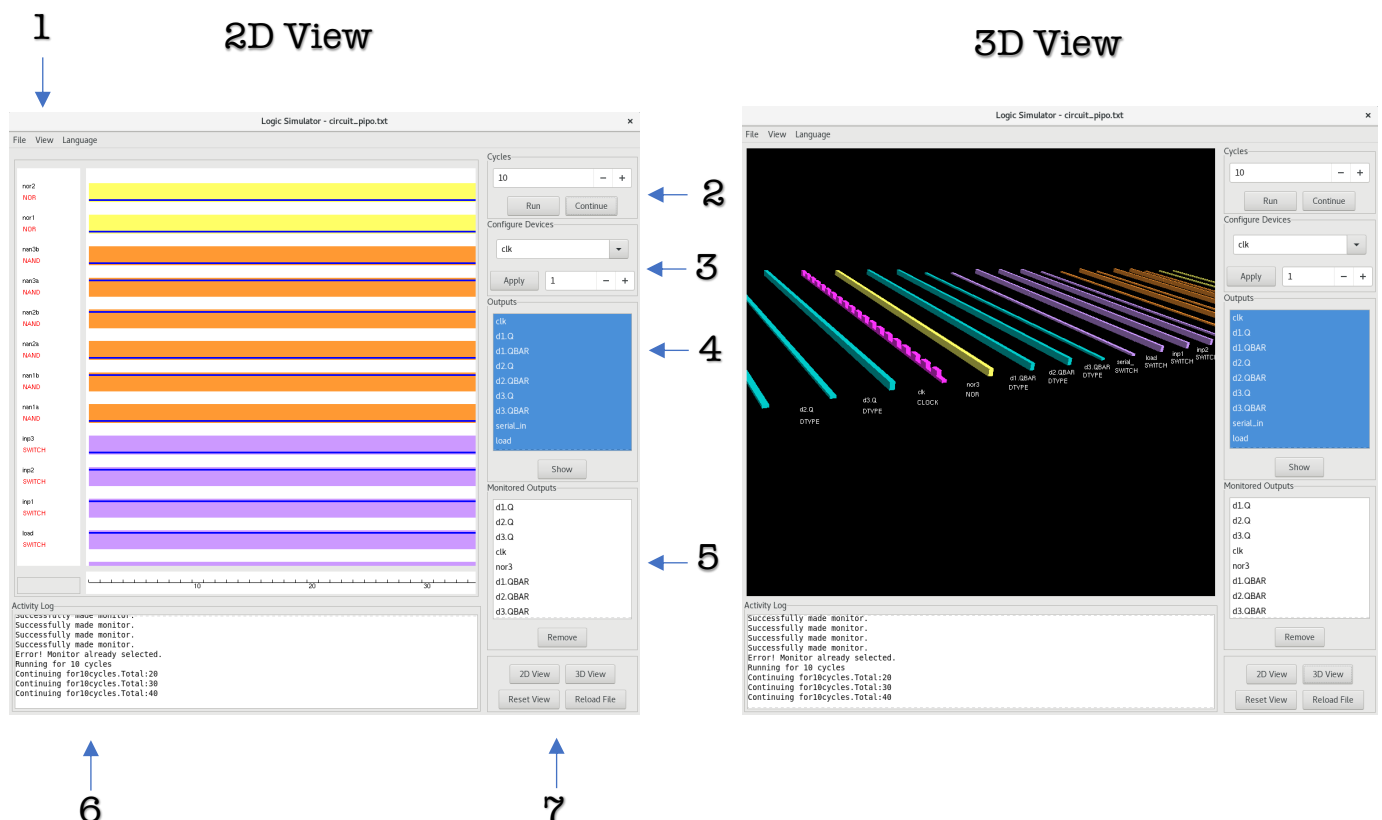 1
2D View
3D View
Logic Simulator - circuit_pipo.txt
×
File View Language
nor2
NOR
nor1
NOR
nan3b
NAND
nan3a
NAND
nan2b
NAND
nan2a
NAND
nan1b
NAND
nan1a
NAND
inp3
SWITCH
inp2
SWITCH
inp1
SWITCH
load
SWITCH
10 20 30
Cycles
10 − +
Run Continue
Configure Devices
clk
Apply 1 − +
Outputs
clk
d1.Q
d1.QBAR
d2.Q
d2.QBAR
d3.Q
d3.QBAR
serial_in
load
Show
Monitored Outputs
d1.Q
d2.Q
d3.Q
clk
nor3
d1.QBAR
d2.QBAR
d3.QBAR
Remove
2D View 3D View
Reset View Reload File
Activity Log
Successfully made monitor.
Successfully made monitor.
Successfully made monitor.
Successfully made monitor.
Error! Monitor already selected.
Running for 10 cycles
Continuing for10cycles.Total:20
Continuing for10cycles.Total:30
Continuing for10cycles.Total:40
2
3
4
5
6
7
Logic Simulator - circuit_pipo.txt
×
File View Language
d2.Q
DTYPE
d3.Q
DTYPE
clk
CLOCK
nor3
NOR
d1.QBAR
DTYPE
d2.QBAR
DTYPE
d3.QBAR
DTYPE
serial_
SWITCH
load
SWITCH
inp1
SWITCH
inp2
SWITC
Cycles
10 − +
Run Continue
Configure Devices
clk
Apply 1 − +
Outputs
clk
d1.Q
d1.QBAR
d2.Q
d2.QBAR
d3.Q
d3.QBAR
serial_in
load
Show
Monitored Outputs
d1.Q
d2.Q
d3.Q
clk
nor3
d1.QBAR
d2.QBAR
d3.QBAR
Remove
2D View 3D View
Reset View Reload File
Activity Log
Successfully made monitor.
Successfully made monitor.
Successfully made monitor.
Successfully made monitor.
Error! Monitor already selected.
Running for 10 cycles
Continuing for10cycles.Total:20
Continuing for10cycles.Total:30
Continuing for10cycles.Total:40